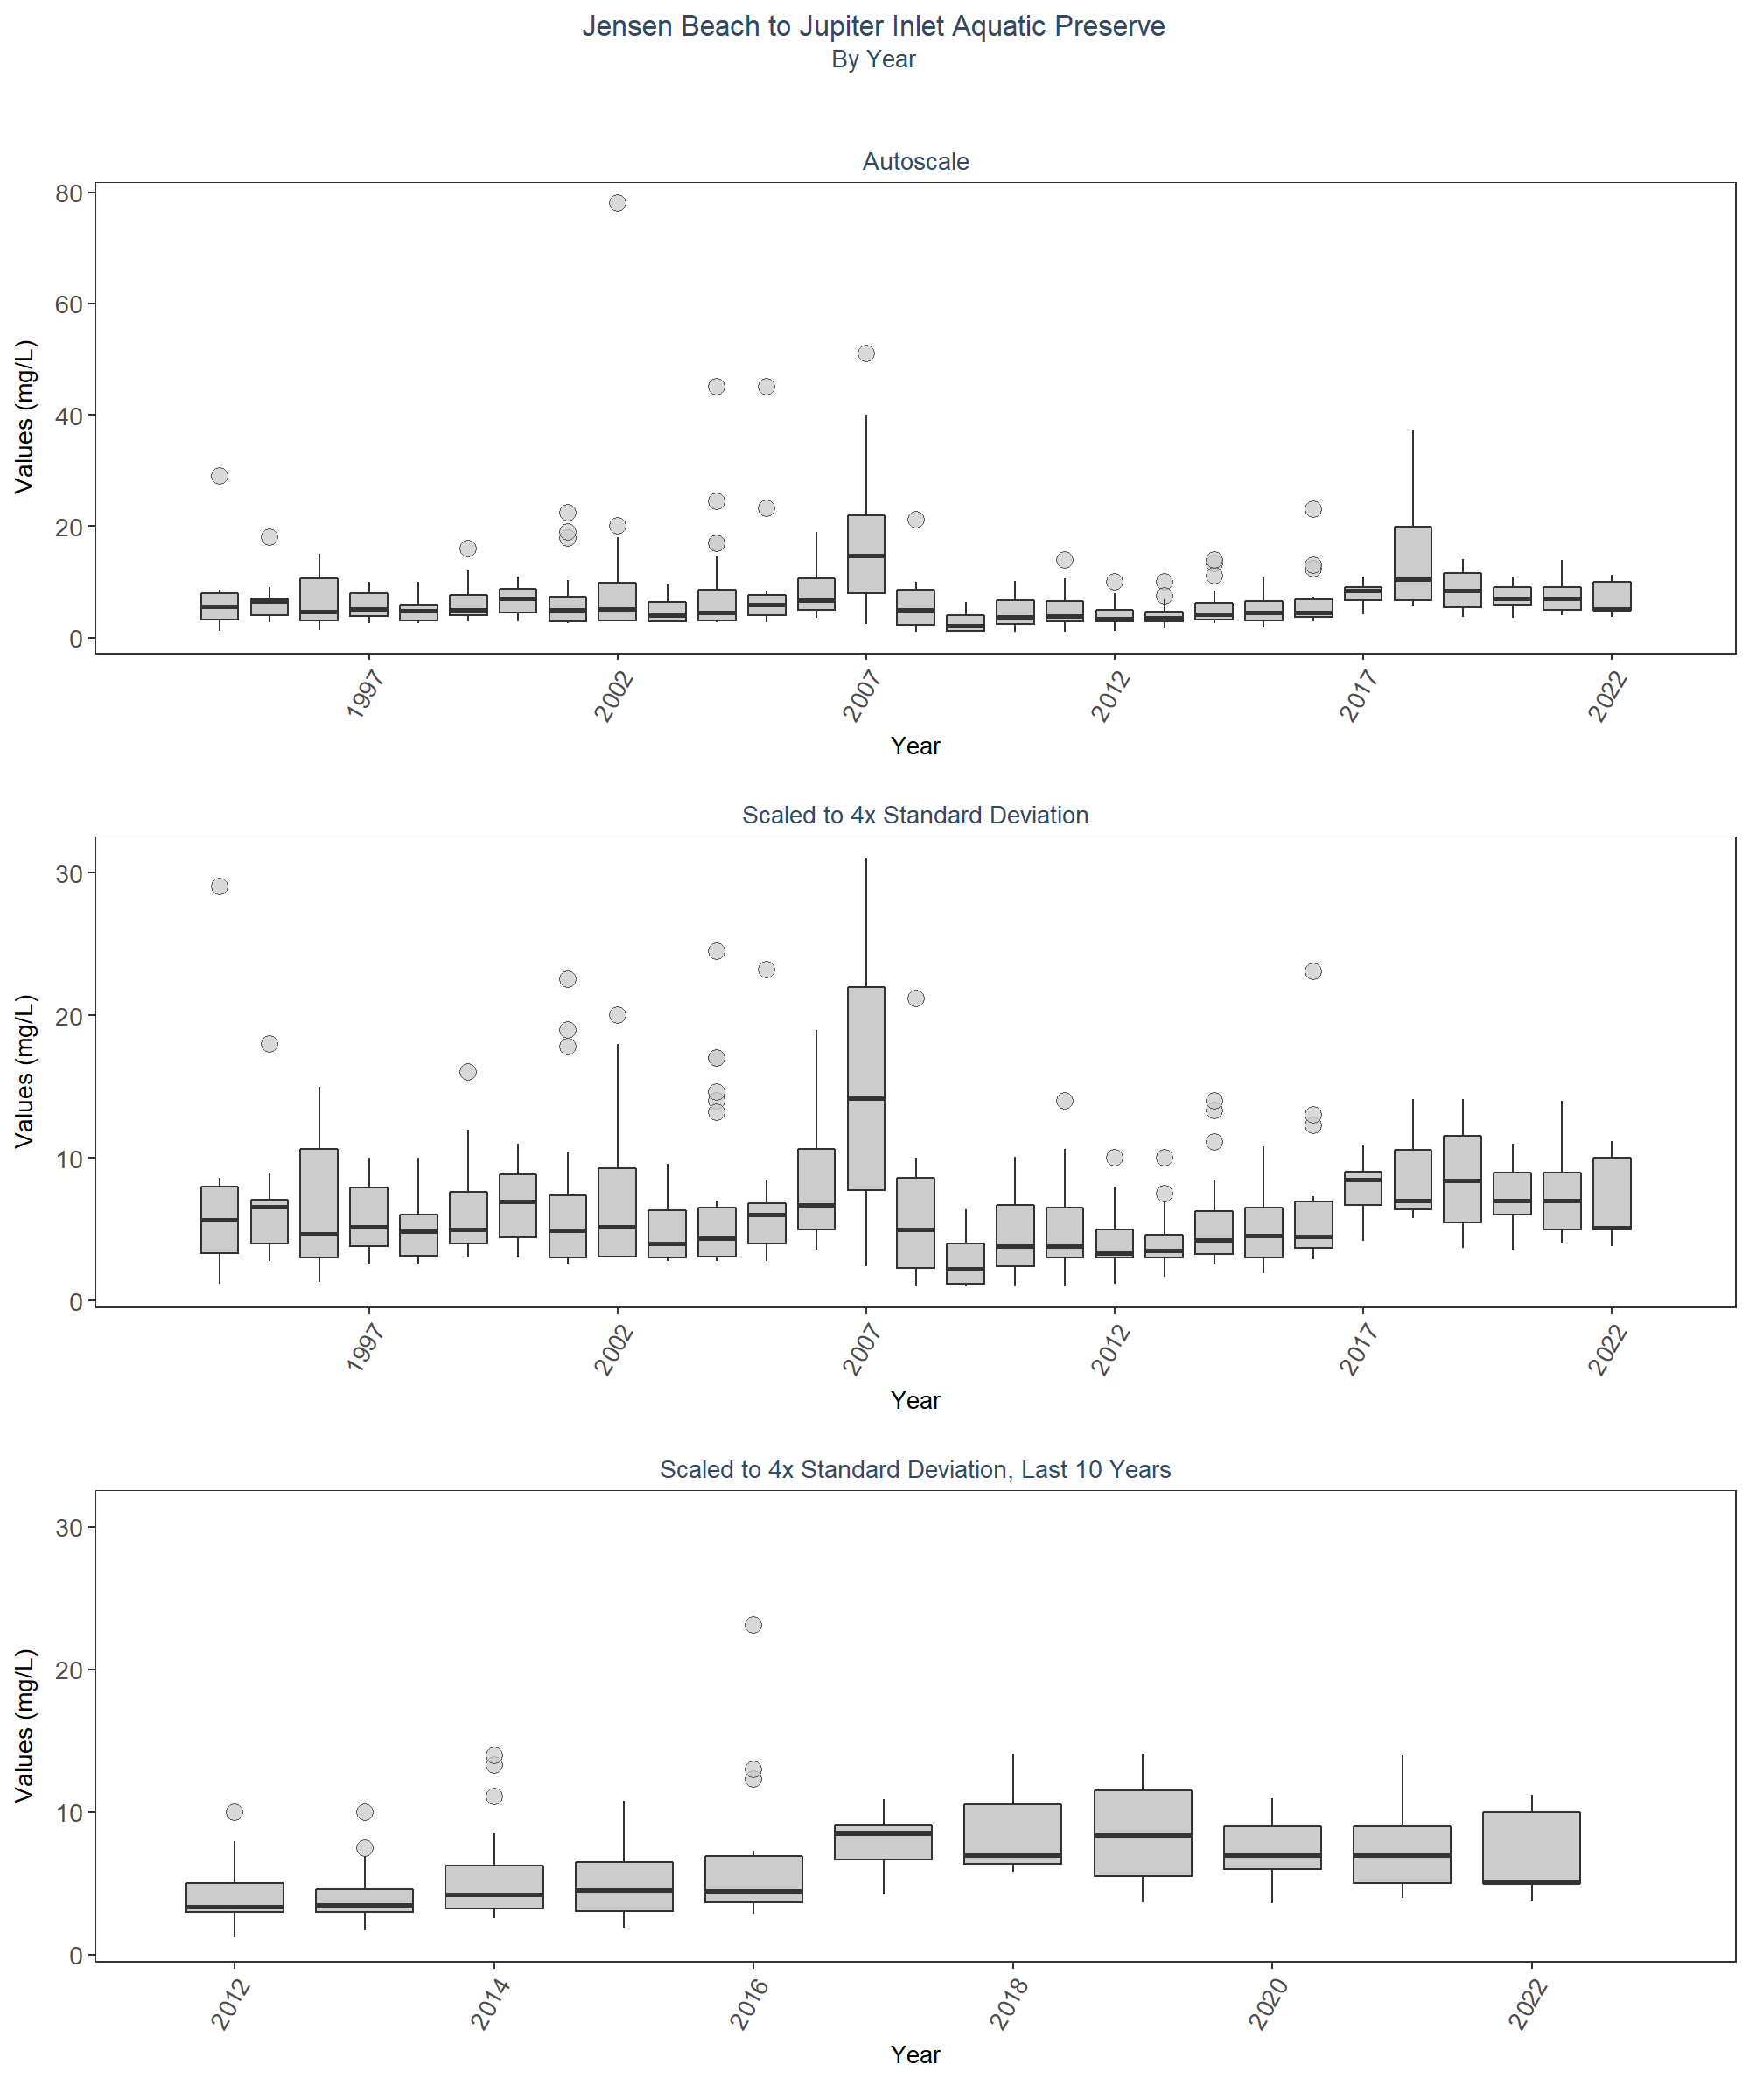 Jensen Beach to Jupiter Inlet Aquatic Preserve
By Year
Autoscale
Values (mg/L)
80
60
40
20
0
1997 2002 2007 2012 2017 2022
Year
Scaled to 4x Standard Deviation
Values (mg/L)
30
20
10
0
1997 2002 2007 2012 2017 2022
Year
Scaled to 4x Standard Deviation, Last 10 Years
Values (mg/L)
30
20
10
0
2012 2014 2016 2018 2020 2022
Year